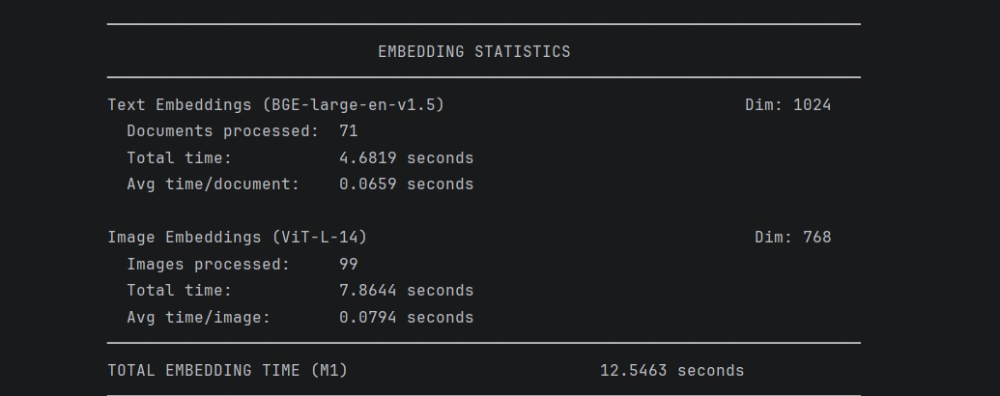 EMBEDDING STATISTICS
Text Embeddings (BGE-large-en-v1.5) Dim: 1024
Documents processed: 71
Total time: 4.6819 seconds
Avg time/document: 0.0659 seconds
Image Embeddings (ViT-L-14) Dim: 768
Images processed: 99
Total time: 7.8644 seconds
Avg time/image: 0.0794 seconds
TOTAL EMBEDDING TIME (M1) 12.5463 seconds